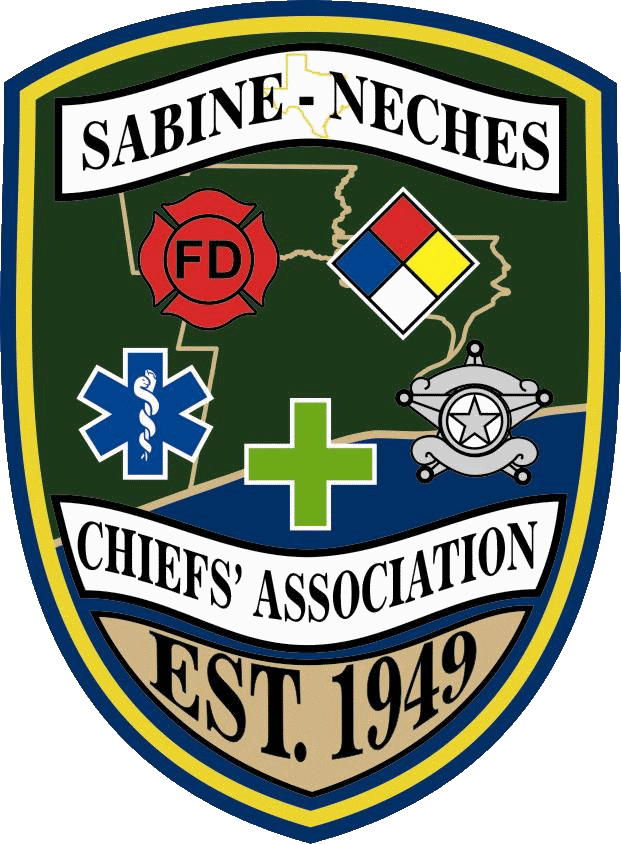 SABINE - NECHES
FD
CHIEFS' ASSOCIATION
EST. 1949